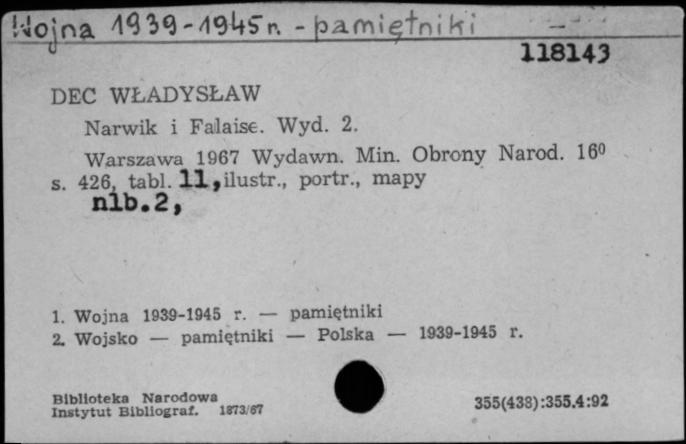 Wojna 1939-1945 r. - pamiętniki
118143
DEC WŁADYSŁAW
Narwik i Falaise. Wyd. 2.
Warszawa 1967 Wydawn. Min. Obrony Narod. 16⁰
s. 426, tabl. 11, ilustr., portr., mapy
nlb. 2,
1. Wojna 1939-1945 r. — pamiętniki
2. Wojsko — pamiętniki — Polska — 1939-1945 r.
Biblioteka Narodowa
Instytut Bibliograf. 1873/67
355(438):355.4:92